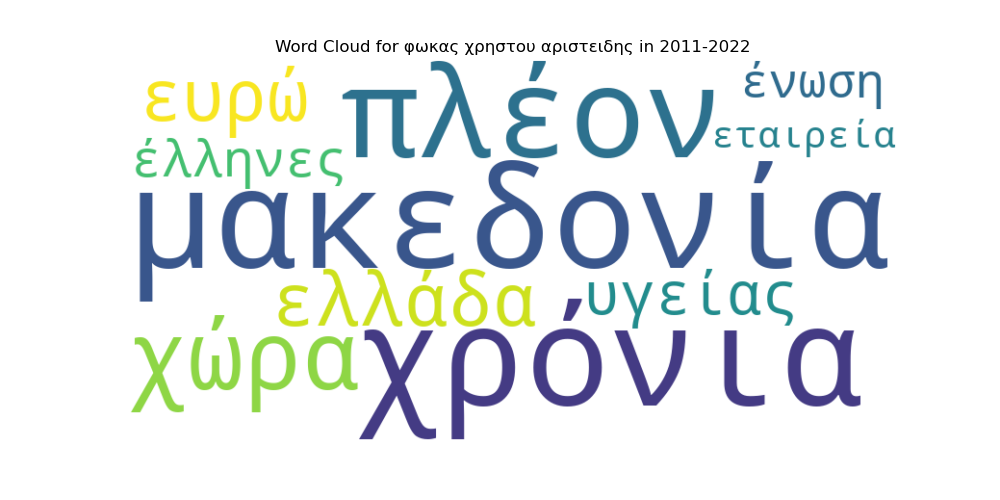 Word Cloud for φωκας χρηστου αριστειδης in 2011-2022
ευρώ
πλέον
ένωση
εταιρεία
έλληνες
μακεδονία
ελλάδα
υγείας
χώρα
χρόνια